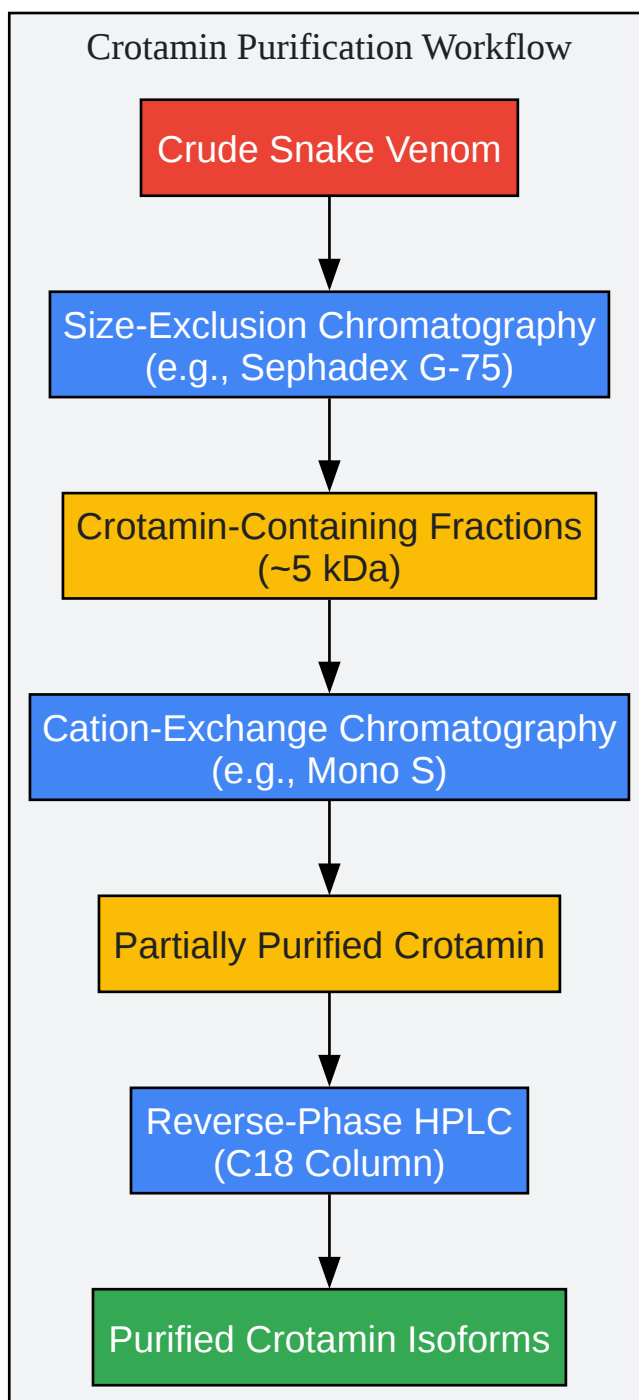 Crotamin Purification Workflow
Crude Snake Venom
Size-Exclusion Chromatography
(e.g., Sephadex G-75)
Crotamin-Containing Fractions
(~5 kDa)
Cation-Exchange Chromatography
(e.g., Mono S)
Partially Purified Crotamin
Reverse-Phase HPLC
(C18 Column)
Purified Crotamin Isoforms